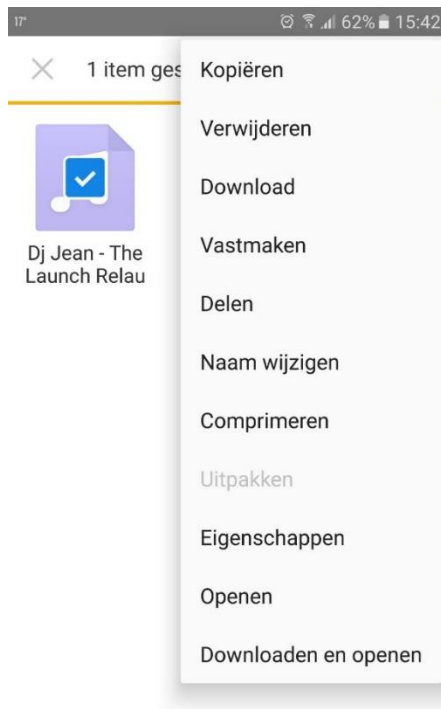 17°
62% 15:42
1 item ges
Kopiëren
Verwijderen
Download
Vastmaken
Delen
Naam wijzigen
Comprimeren
Uitpakken
Eigenschappen
Openen
Downloaden en openen
Dj Jean - The
Launch Relau